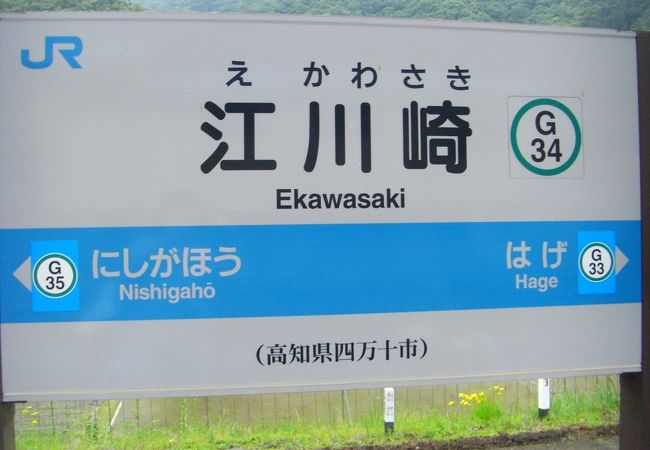 JR
えかわさき
江川崎
G
34
Ekawasaki
G
35
にしがほう
Nishigahō
はげ
Hage
G
33
（高知県四万十市）